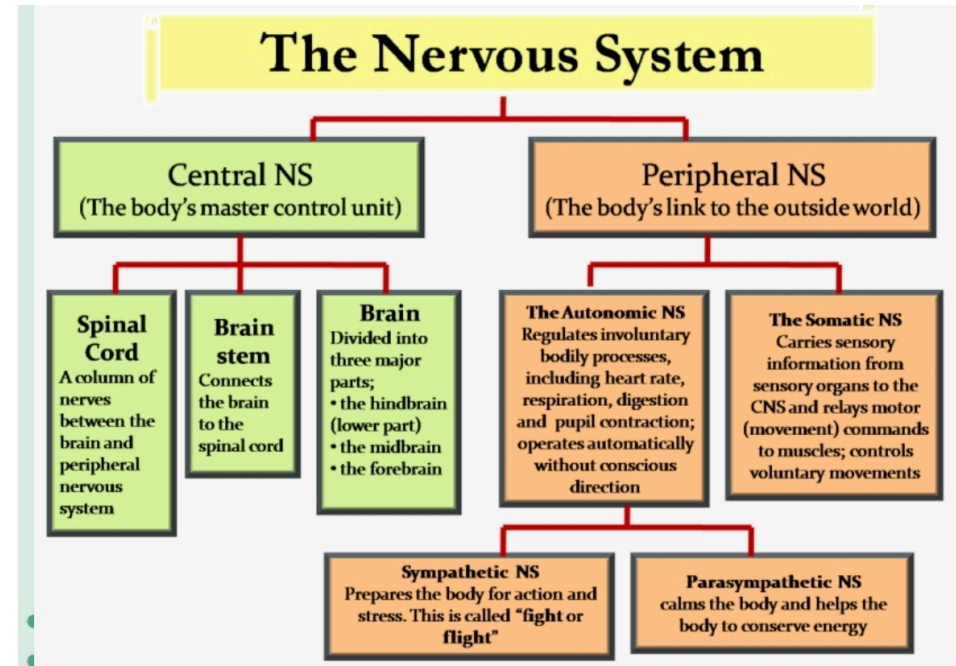 The Nervous System
Central NS
(The body's master control unit)
Peripheral NS
(The body's link to the outside world)
Spinal
Cord
A column of
nerves
between the
brain and
peripheral
nervous
system
Brain
stem
Connects
the brain
to the
spinal cord
Brain
Divided into
three major
parts;
• the hindbrain
(lower part)
• the midbrain
• the forebrain
The Autonomic NS
Regulates involuntary
bodily processes,
including heart rate,
respiration, digestion
and pupil contraction;
operates automatically
without conscious
direction
The Somatic NS
Carries sensory
information from
sensory organs to the
CNS and relays motor
(movement) commands
to muscles; controls
voluntary movements
Sympathetic NS
Prepares the body for action and
stress. This is called "fight or
flight"
Parasympathetic NS
calms the body and helps the
body to conserve energy